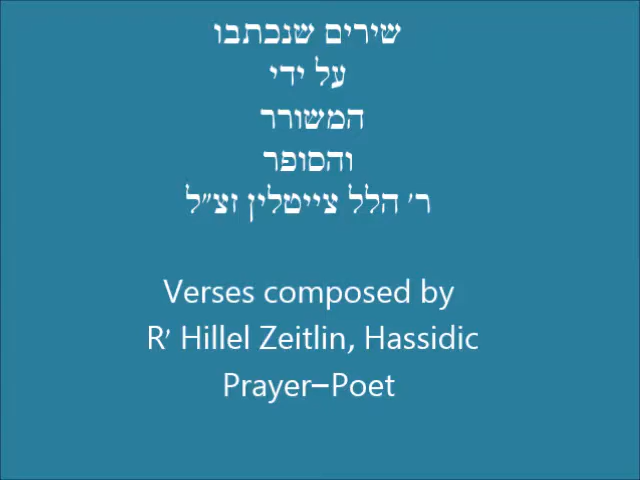 שירים שנכתבו
על ידי
המשורר
והסופר
ר׳ הלל צייטלין זצ״ל
Verses composed by
R׳ Hillel Zeitlin, Hassidic
Prayer–Poet